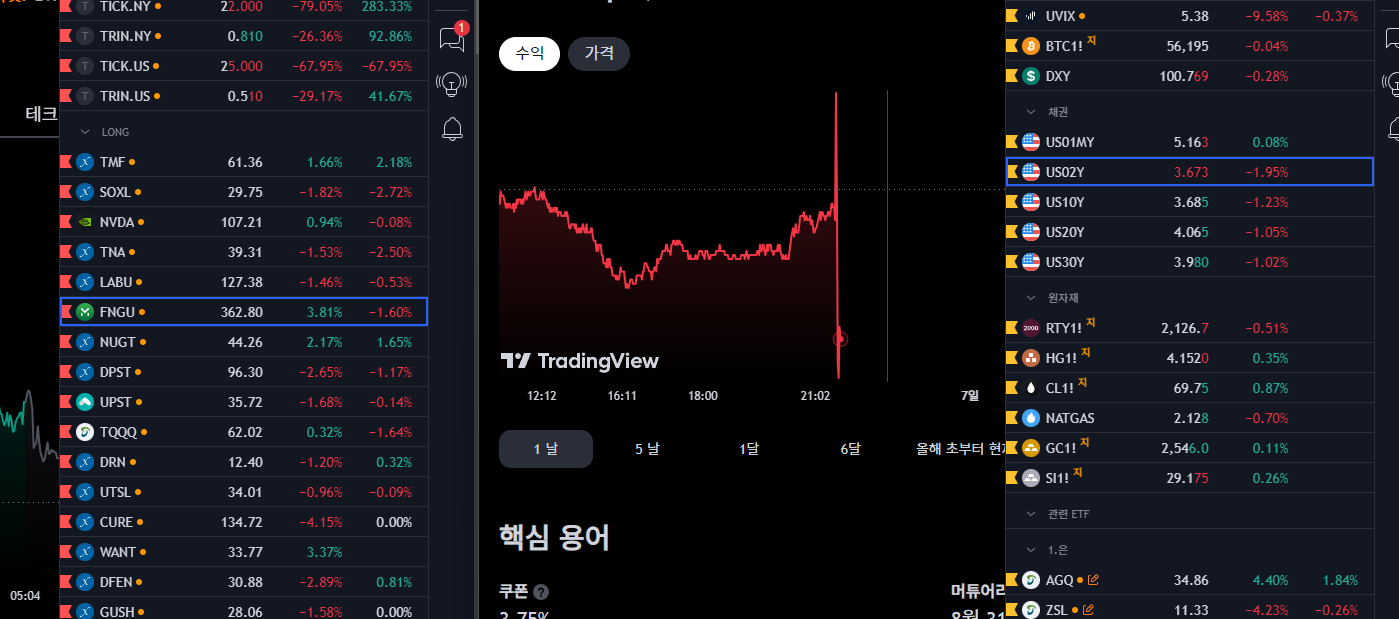 테크
05:04
TICK.NY 22.000 −79.05% 283.33%
TRIN.NY 0.810 −26.36% 92.86%
TICK.US 25.000 −67.95% −67.95%
TRIN.US 0.510 −29.17% 41.67%
LONG
TMF 61.36 1.66% 2.18%
SOXL 29.75 −1.82% −2.72%
NVDA 107.21 0.94% −0.08%
TNA 39.31 −1.53% −2.50%
LABU 127.38 −1.46% −0.53%
FNGU 362.80 3.81% −1.60%
NUGT 44.26 2.17% 1.65%
DPST 96.30 −2.65% −1.17%
UPST 35.72 −1.68% −0.14%
TQQQ 62.02 0.32% −1.64%
DRN 12.40 −1.20% 0.32%
UTSL 34.01 −0.96% −0.09%
CURE 134.72 −4.15% 0.00%
WANT 33.77 3.37%
DFEN 30.88 −2.89% 0.81%
GUSH 28.06 −1.58% 0.00%
1
수익 가격
TradingView
12:12 16:11 18:00 21:02 7일
1 날 5 날 1달 6달 올해 초부터
핵심 용어
쿠폰 ?
3.75%
UVIX 5.38 −9.58% −0.37%
BTC1! 지 56,195 −0.04%
DXY 100.769 −0.28%
채권
US01MY 5.163 0.08%
US02Y 3.673 −1.95%
US10Y 3.685 −1.23%
US20Y 4.065 −1.05%
US30Y 3.980 −1.02%
원자재
RTY1! 지 2,126.7 −0.51%
HG1! 지 4.1520 0.35%
CL1! 지 69.75 0.87%
NATGAS 2.128 −0.70%
GC1! 지 2,546.0 0.11%
SI1! 지 29.175 0.26%
관련 ETF
1.은
AGQ 34.86 4.40% 1.84%
ZSL 11.33 −4.23% −0.26%